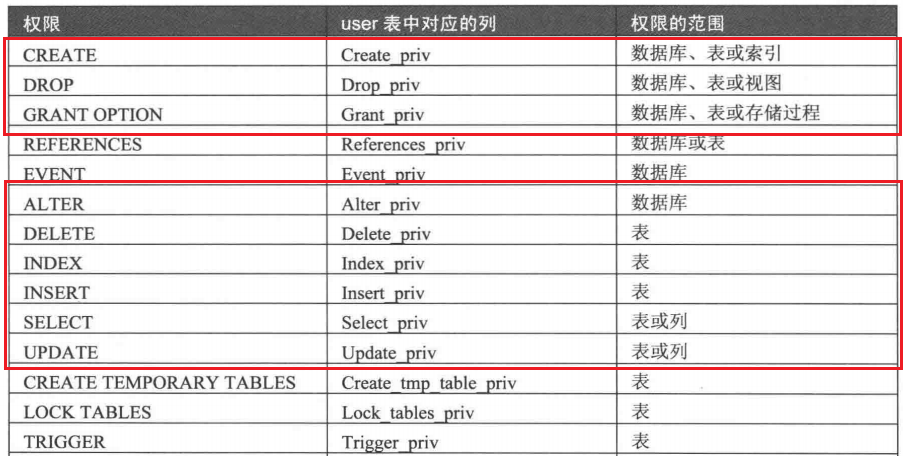 权限 user 表中对应的列 权限的范围
CREATE Create_priv 数据库、表或索引
DROP Drop_priv 数据库、表或视图
GRANT OPTION Grant_priv 数据库、表或存储过程
REFERENCES References_priv 数据库或表
EVENT Event_priv 数据库
ALTER Alter_priv 数据库
DELETE Delete_priv 表
INDEX Index_priv 表
INSERT Insert_priv 表
SELECT Select_priv 表或列
UPDATE Update_priv 表或列
CREATE TEMPORARY TABLES Create_tmp_table_priv 表
LOCK TABLES Lock_tables_priv 表
TRIGGER Trigger_priv 表